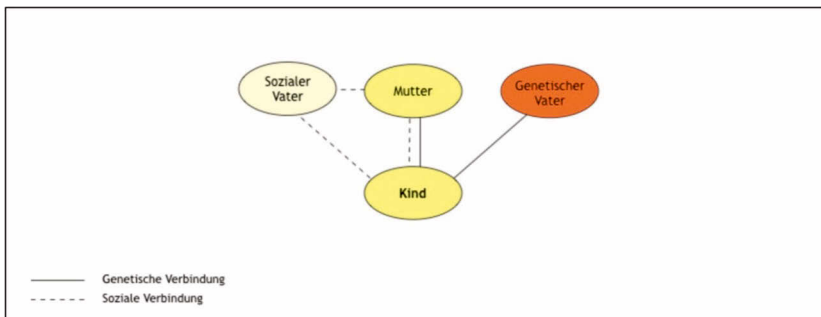 Sozialer
Vater
Mutter
Genetischer
Vater
Kind
Genetische Verbindung
Soziale Verbindung